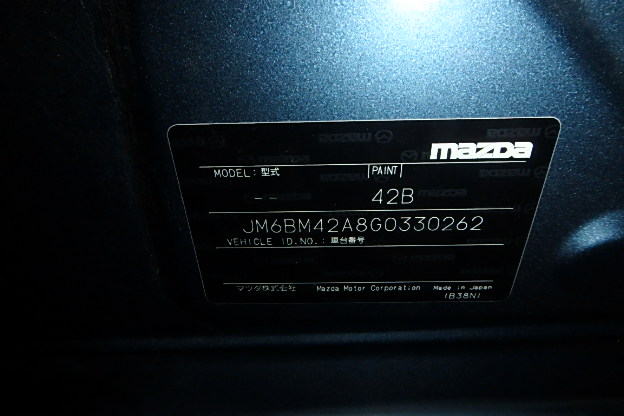 mazda
MODEL: 型式 PAINT
-- 42B
JM6BM42A8G0330262
VEHICLE ID.NO.: 車台番号
マツダ株式会社 Mazda Motor Corporation Made in Japan
(B38N)